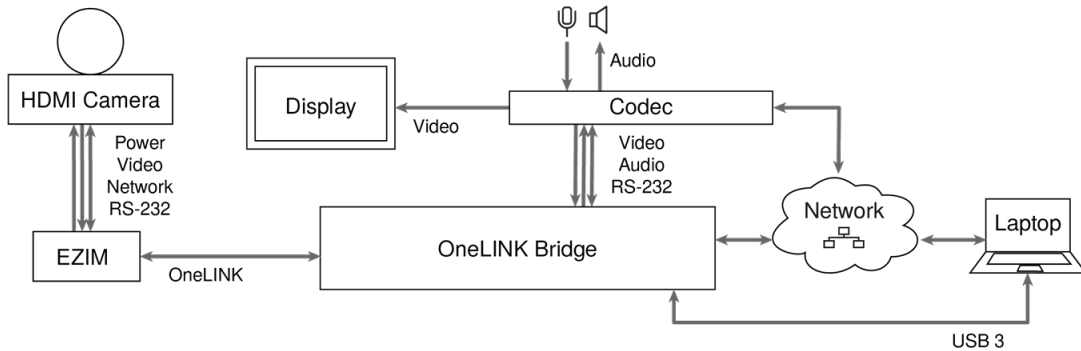 HDMI Camera
Power
Video
Network
RS-232
EZIM
OneLINK
Display
Video
Audio
Codec
Video
Audio
RS-232
OneLINK Bridge
Network
Laptop
USB 3